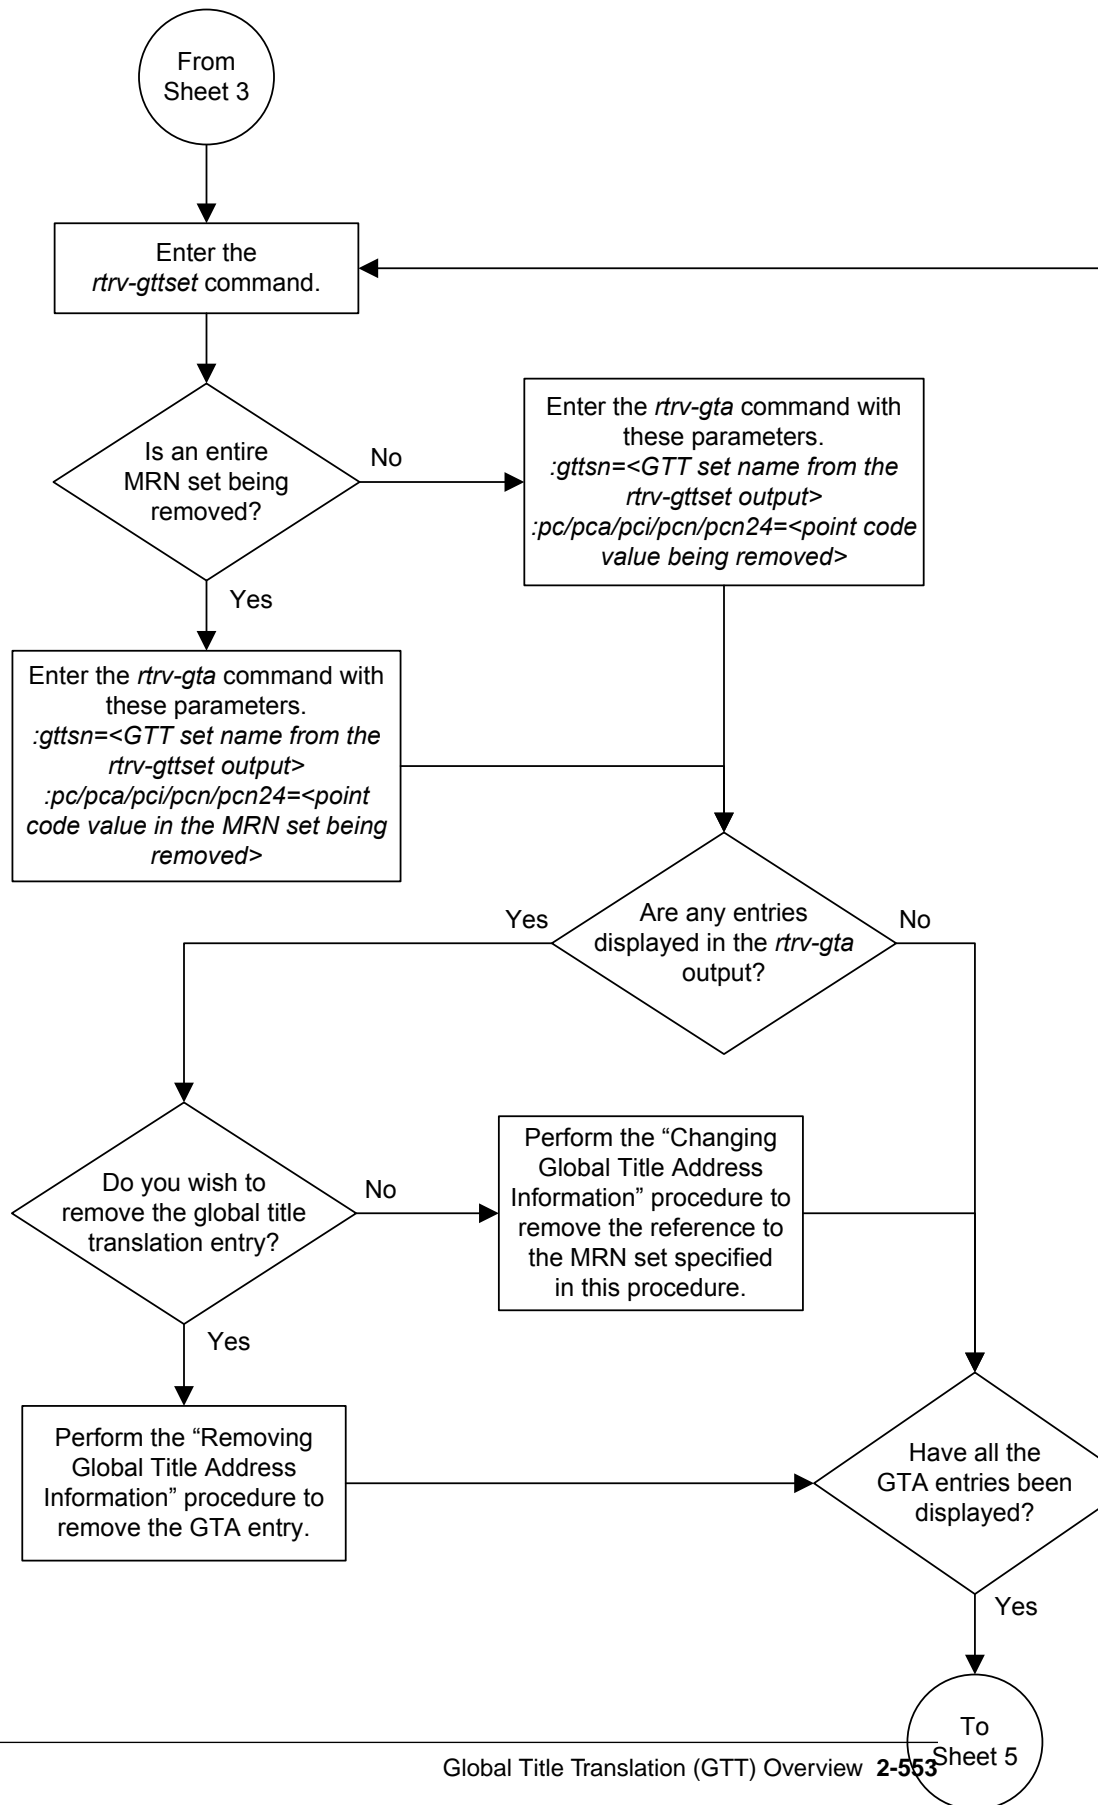 From
Sheet 3
Enter the
rtrv-gttset command.
Is an entire
MRN set being
removed?
No
Yes
Enter the rtrv-gta command with
these parameters.
:gttsn=<GTT set name from the
rtrv-gttset output>
:pc/pca/pci/pcn/pcn24=<point code
value being removed>
Enter the rtrv-gta command with
these parameters.
:gttsn=<GTT set name from the
rtrv-gttset output>
:pc/pca/pci/pcn/pcn24=<point
code value in the MRN set being
removed>
Are any entries
displayed in the rtrv-gta
output?
Yes
No
Do you wish to
remove the global title
translation entry?
No
Yes
Perform the “Changing
Global Title Address
Information” procedure to
remove the reference to
the MRN set specified
in this procedure.
Perform the “Removing
Global Title Address
Information” procedure to
remove the GTA entry.
Have all the
GTA entries been
displayed?
Yes
To
Sheet 5
Global Title Translation (GTT) Overview 2-553